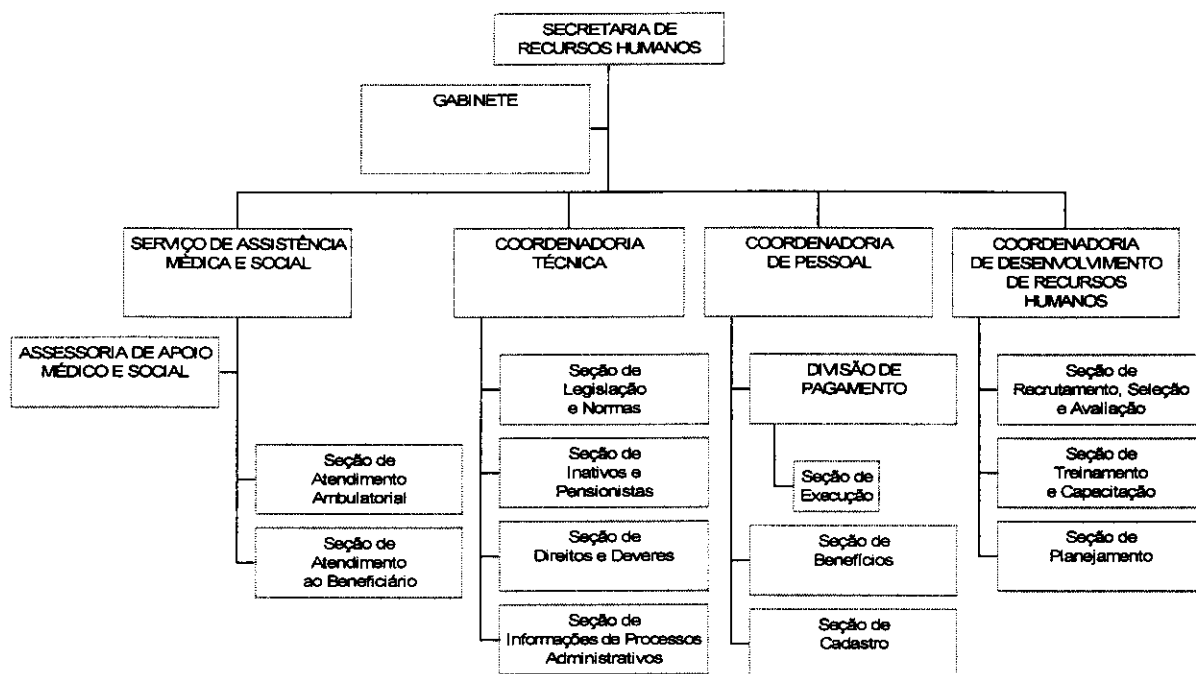 SECRETARIA DE
RECURSOS HUMANOS
GABINETE
SERVIÇO DE ASSISTÊNCIA
MÉDICA E SOCIAL
COORDENADORIA
TÉCNICA
COORDENADORIA
DE PESSOAL
COORDENADORIA
DE DESENVOLVIMENTO
DE RECURSOS
HUMANOS
ASSESSORIA DE APOIO
MÉDICO E SOCIAL
Seção de
Atendimento
Ambulatorial
Seção de
Atendimento
ao Beneficiário
Seção de
Legislação
e Normas
Seção de
Inativos e
Pensionistas
Seção de
Direitos e Deveres
Seção de
Informações de Processos
Administrativos
DIVISÃO DE
PAGAMENTO
Seção de
Execução
Seção de
Benefícios
Seção de
Cadastro
Seção de
Recrutamento, Seleção
e Avaliação
Seção de
Treinamento
e Capacitação
Seção de
Planejamento